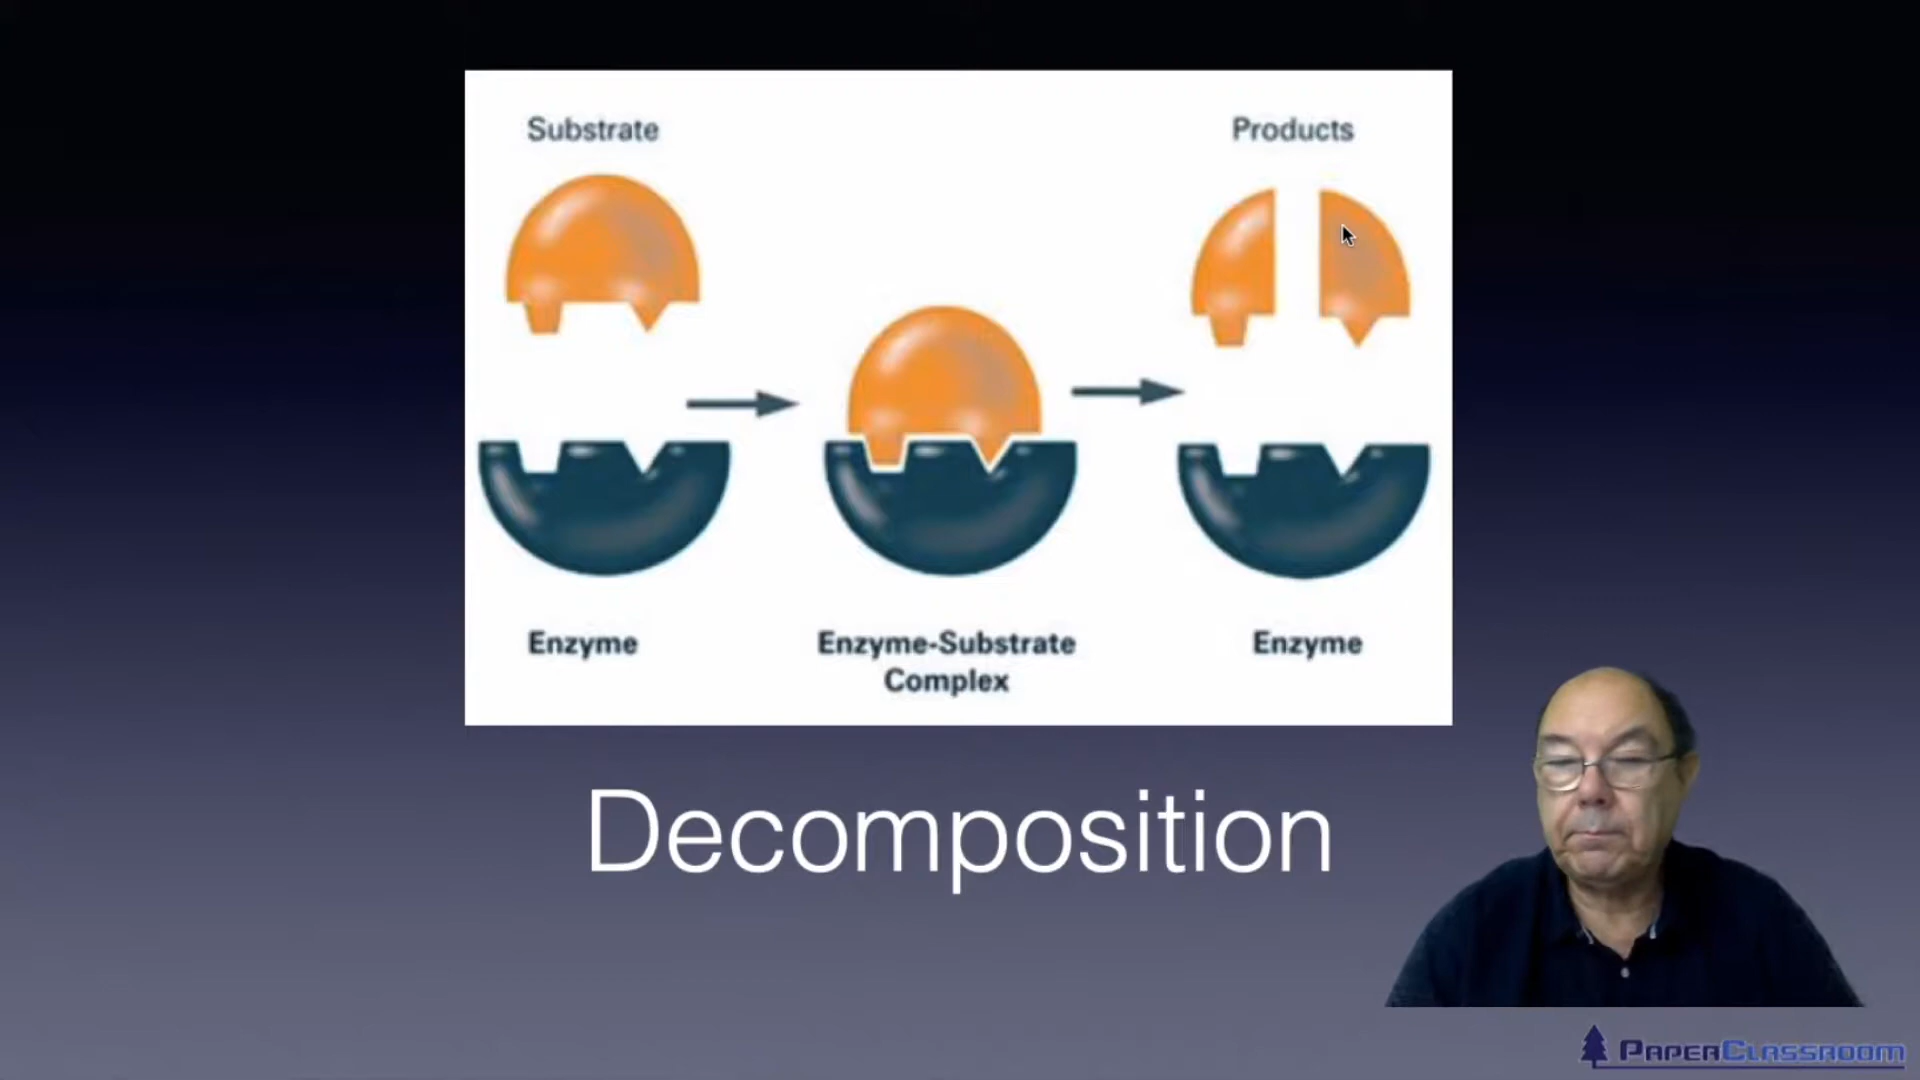 Substrate
Products
Enzyme
Enzyme-Substrate
Complex
Enzyme
Decomposition
PAPERCLASSROOM